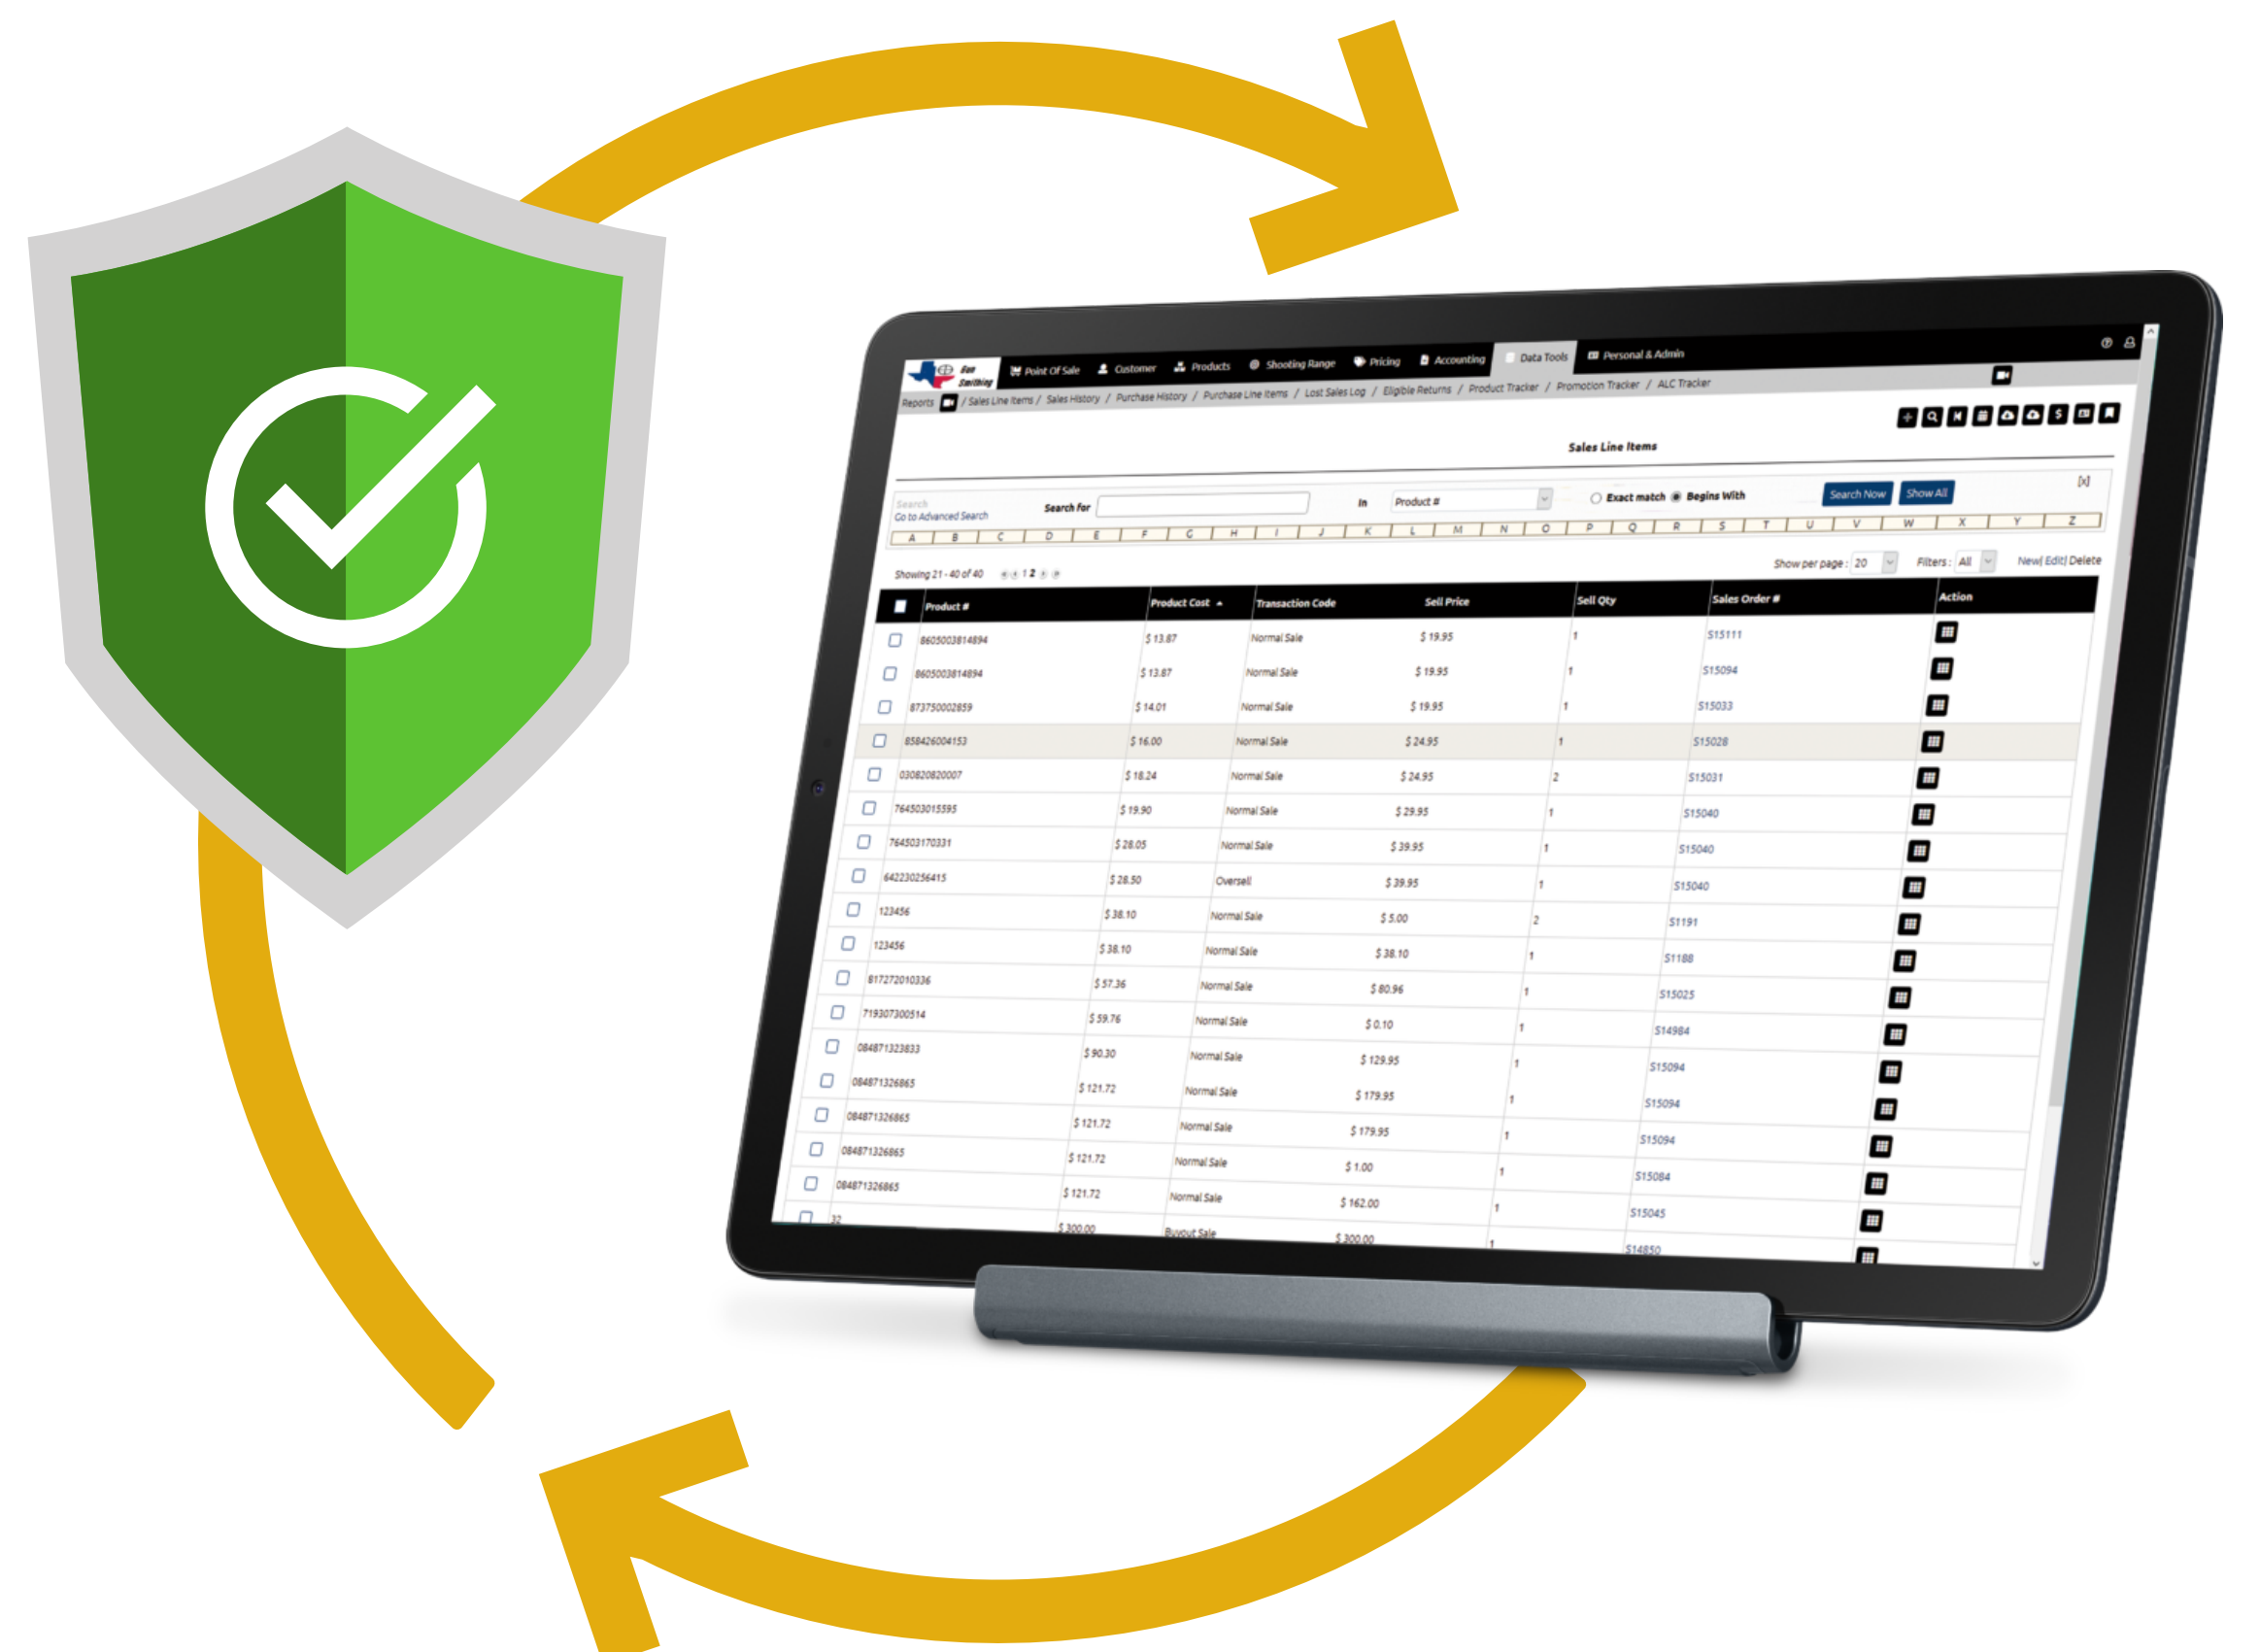 Gun Smithing Point Of Sale Customer Products Shooting Range Pricing Accounting Data Tools Personal & Admin
Reports / Sales Line Items / Sales History / Purchase History / Purchase Line Items / Lost Sales Log / Eligible Returns / Product Tracker / Promotion Tracker / ALC Tracker
Sales Line Items
Search
Go to Advanced Search Search for In Product # Exact match Begins With Search Now Show All [x]
A B C D E F G H I J K L M N O P Q R S T U V W X Y Z
Showing 21 - 40 of 40 1 2 Show per page : 20 Filters : All New| Edit| Delete
Product # Product Cost Transaction Code Sell Price Sell Qty Sales Order # Action
8605003814894 $ 13.87 Normal Sale $ 19.95 1 S15111
8605003814894 $ 13.87 Normal Sale $ 19.95 1 S15094
873750002859 $ 14.01 Normal Sale $ 19.95 1 S15033
858426004153 $ 16.00 Normal Sale $ 24.95 1 S15028
030820820007 $ 18.24 Normal Sale $ 24.95 2 S15031
764503015595 $ 19.90 Normal Sale $ 29.95 1 S15040
764503170331 $ 28.05 Normal Sale $ 39.95 1 S15040
642230256415 $ 28.50 Oversell $ 39.95 1 S15040
123456 $ 38.10 Normal Sale $ 5.00 2 S1191
123456 $ 38.10 Normal Sale $ 38.10 1 S1188
817272010336 $ 57.36 Normal Sale $ 80.96 1 S15025
719307300514 $ 59.76 Normal Sale $ 0.10 1 S14984
084871323833 $ 90.30 Normal Sale $ 129.95 1 S15094
084871326865 $ 121.72 Normal Sale $ 179.95 1 S15094
084871326865 $ 121.72 Normal Sale $ 179.95 1 S15094
084871326865 $ 121.72 Normal Sale $ 1.00 1 S15084
084871326865 $ 121.72 Normal Sale $ 162.00 1 S15045
32 $ 300.00 Buyout Sale $ 300.00 1 S14850